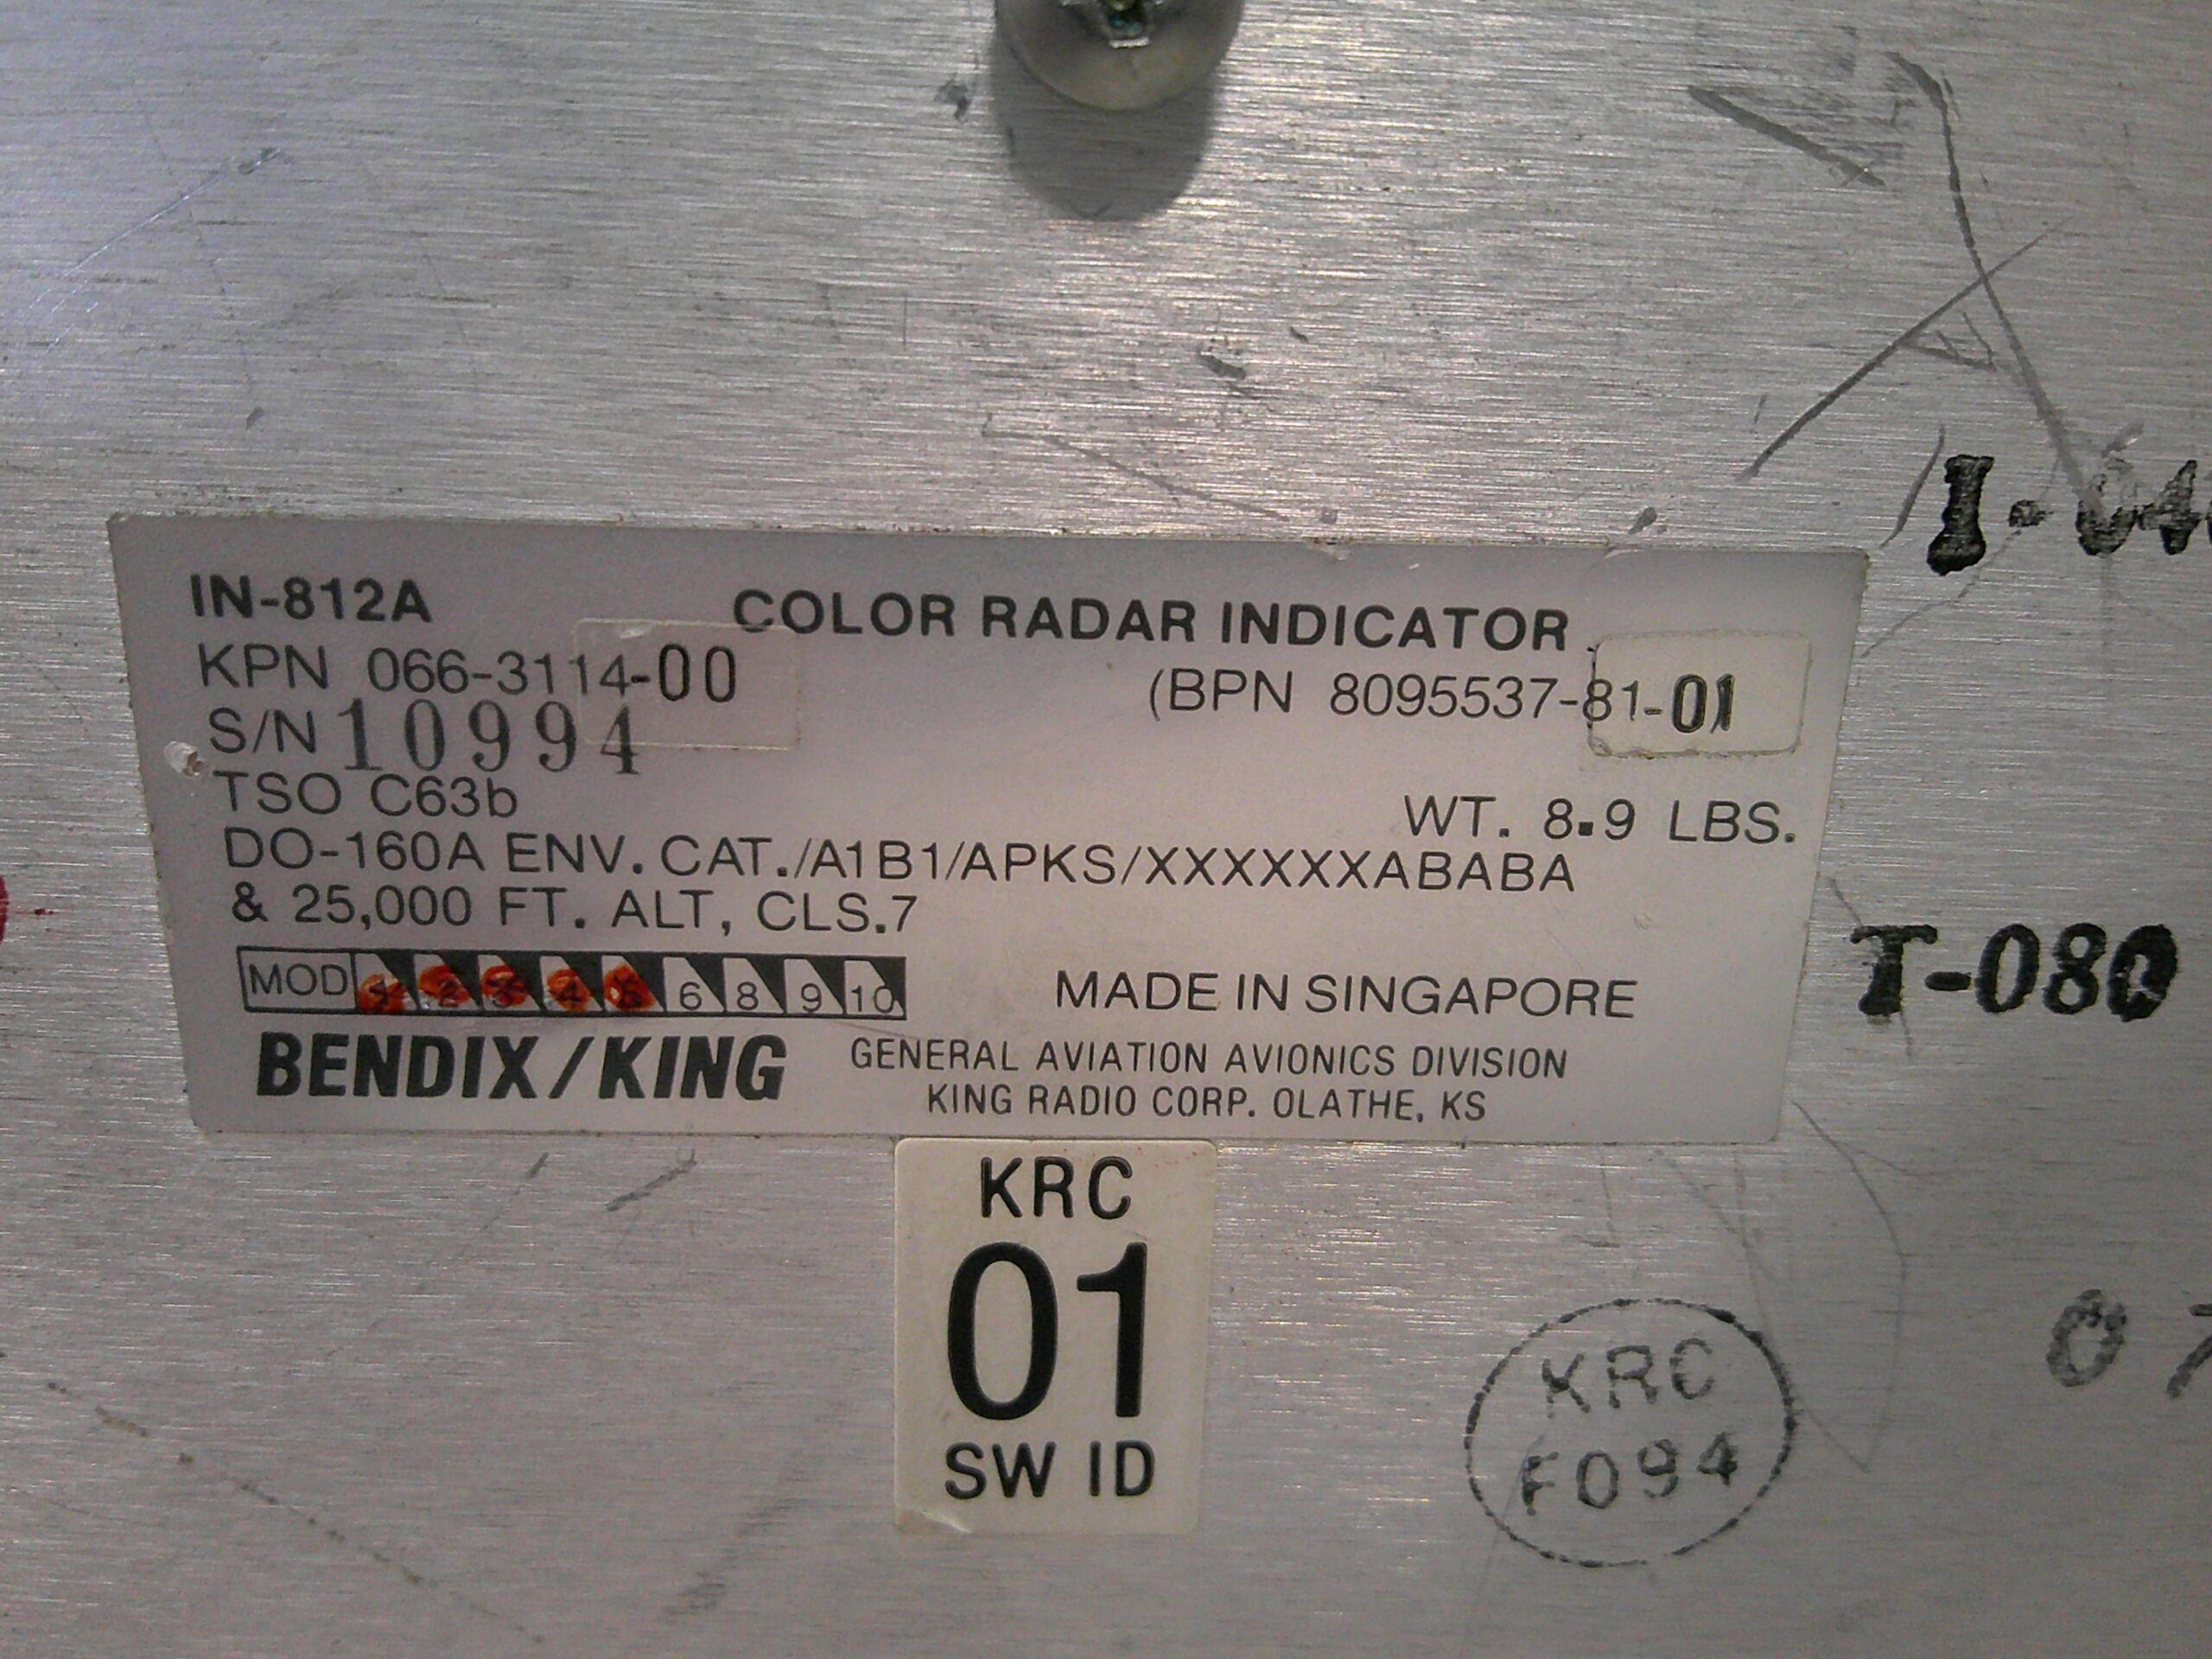 IN-812A COLOR RADAR INDICATOR
KPN 066-3114-00 (BPN 8095537-81-01
S/N 10994
TSO C63b WT. 8.9 LBS.
DO-160A ENV. CAT./A1B1/APKS/XXXXXXABABA
& 25,000 FT. ALT, CLS.7
MOD 1 2 3 4 5 6 8 9 10 MADE IN SINGAPORE
BENDIX/KING GENERAL AVIATION AVIONICS DIVISION
KING RADIO CORP. OLATHE, KS
KRC
01
SW ID
T-080
KRC
F094